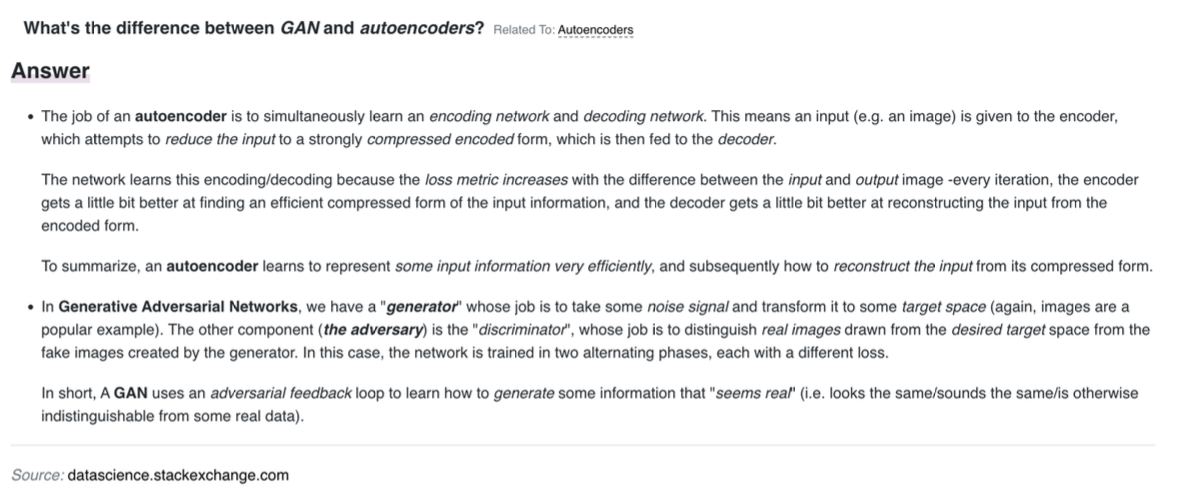 What's the difference between GAN and autoencoders? Related To: Autoencoders
Answer
• The job of an autoencoder is to simultaneously learn an encoding network and decoding network. This means an input (e.g. an image) is given to the encoder,
which attempts to reduce the input to a strongly compressed encoded form, which is then fed to the decoder.
The network learns this encoding/decoding because the loss metric increases with the difference between the input and output image -every iteration, the encoder
gets a little bit better at finding an efficient compressed form of the input information, and the decoder gets a little bit better at reconstructing the input from the
encoded form.
To summarize, an autoencoder learns to represent some input information very efficiently, and subsequently how to reconstruct the input from its compressed form.
• In Generative Adversarial Networks, we have a "generator" whose job is to take some noise signal and transform it to some target space (again, images are a
popular example). The other component (the adversary) is the "discriminator", whose job is to distinguish real images drawn from the desired target space from the
fake images created by the generator. In this case, the network is trained in two alternating phases, each with a different loss.
In short, A GAN uses an adversarial feedback loop to learn how to generate some information that "seems real" (i.e. looks the same/sounds the same/is otherwise
indistinguishable from some real data).
Source: datascience.stackexchange.com